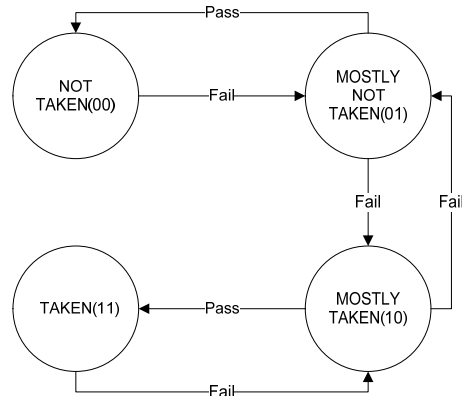 Pass
NOT
TAKEN(00)
Fail
MOSTLY
NOT
TAKEN(01)
Fail
Fail
TAKEN(11)
Pass
MOSTLY
TAKEN(10)
Fail